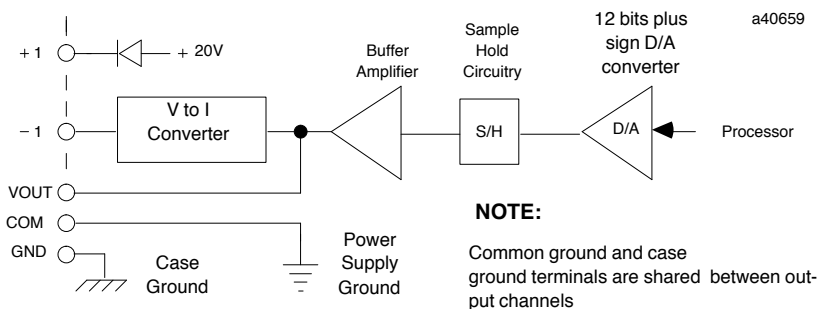 12 bits plus
sign D/A
converter
a40659
Sample
Hold
Circuitry
Buffer
Amplifier
+ 1
+ 20V
V to I
Converter
− 1
S/H
D/A
Processor
VOUT
COM
GND
Case
Ground
Power
Supply
Ground
NOTE:
Common ground and case
ground terminals are shared between out-
put channels